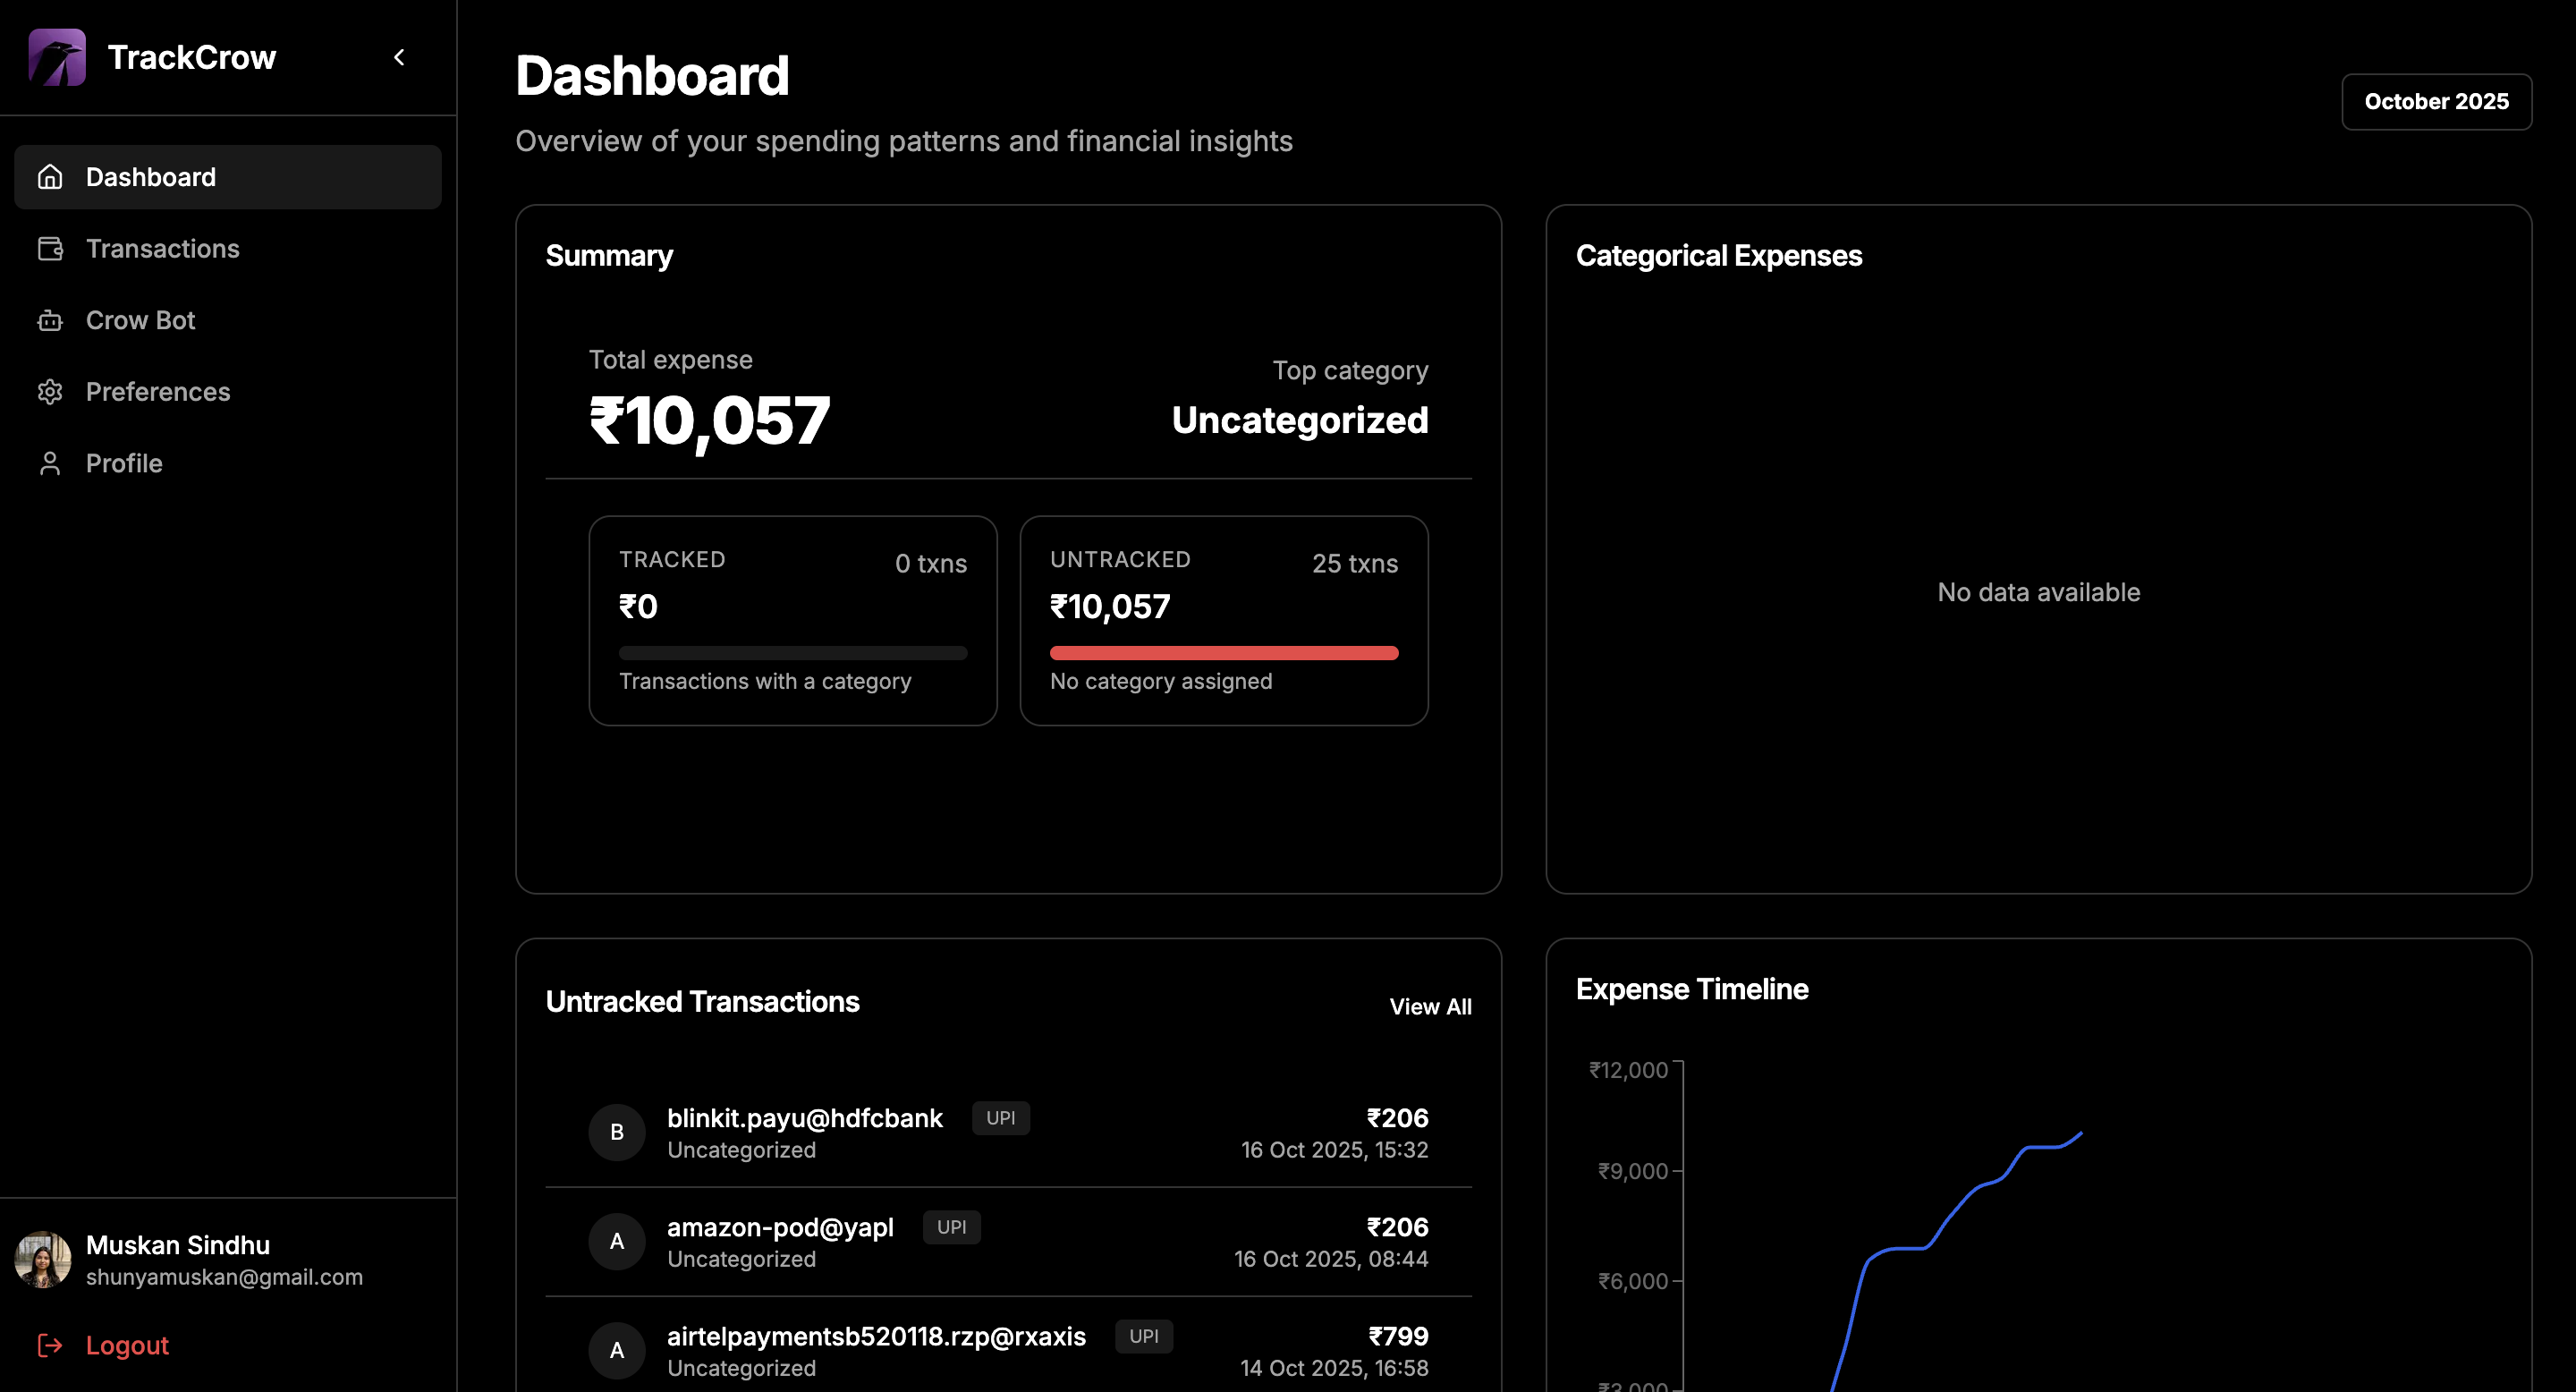 TrackCrow
Dashboard
Transactions
Crow Bot
Preferences
Profile
Muskan Sindhu
shunyamuskan@gmail.com
Logout
Dashboard
Overview of your spending patterns and financial insights
October 2025
Summary
Total expense
₹10,057
Top category
Uncategorized
TRACKED
0 txns
₹0
Transactions with a category
UNTRACKED
25 txns
₹10,057
No category assigned
Categorical Expenses
No data available
Untracked Transactions
View All
B
blinkit.payu@hdfcbank
UPI
₹206
Uncategorized
16 Oct 2025, 15:32
A
amazon-pod@yapl
UPI
₹206
Uncategorized
16 Oct 2025, 08:44
A
airtelpaymentsb520118.rzp@rxaxis
UPI
₹799
Uncategorized
14 Oct 2025, 16:58
Expense Timeline
₹12,000
₹9,000
₹6,000
₹3,000